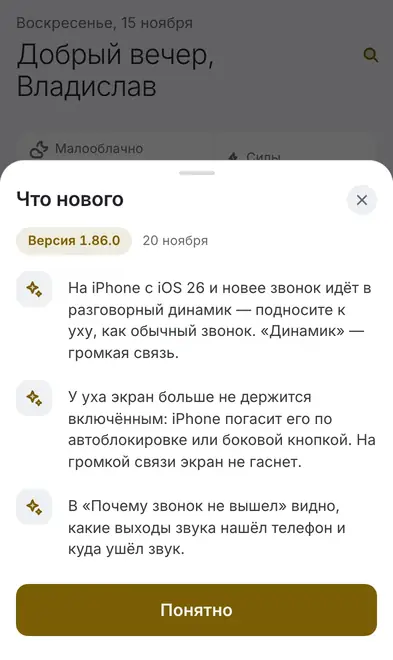 Воскресенье, 15 ноября
Добрый вечер,
Владислав
Малооблачно
Силы
Что нового
Версия 1.86.0
20 ноября
На iPhone с iOS 26 и новее звонок идёт в
разговорный динамик — подносите к
уху, как обычный звонок. «Динамик» —
громкая связь.
У уха экран больше не держится
включённым: iPhone погасит его по
автоблокировке или боковой кнопкой. На
громкой связи экран не гаснет.
В «Почему звонок не вышел» видно,
какие выходы звука нашёл телефон и
куда ушёл звук.
Понятно